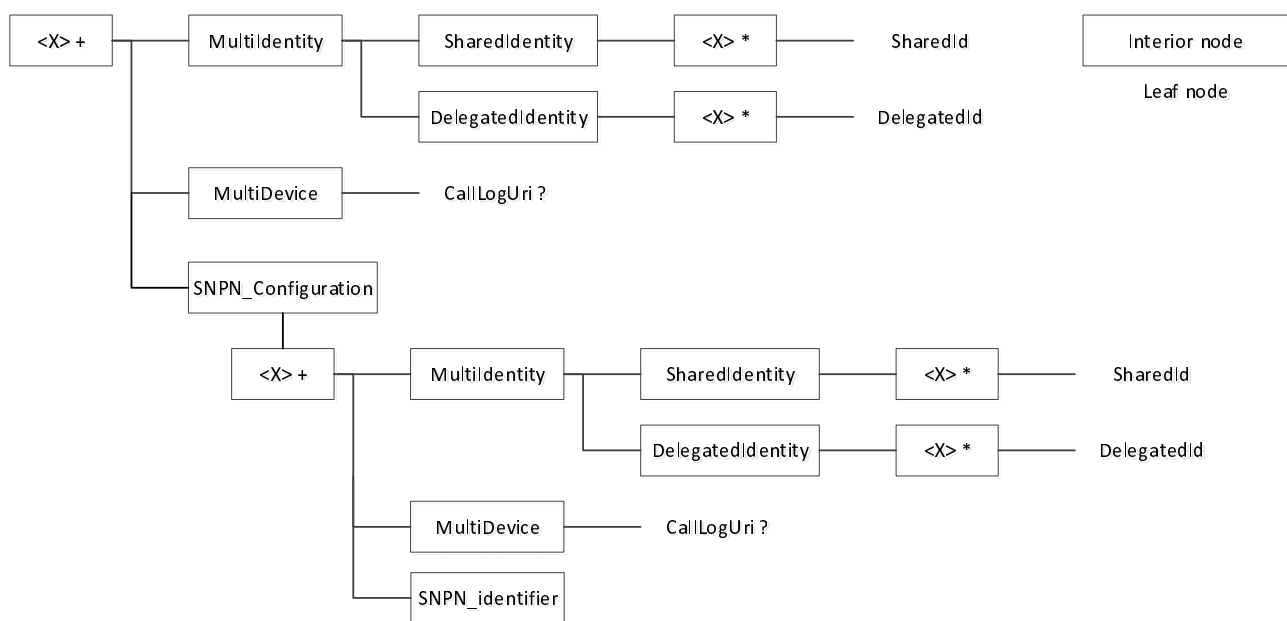 <X> +
MultiIdentity
SharedIdentity
<X> *
SharedId
Interior node
Leaf node
DelegatedIdentity
<X> *
DelegatedId
MultiDevice
CallLogUri ?
SNPN_Configuration
<X> +
MultiIdentity
SharedIdentity
<X> *
SharedId
DelegatedIdentity
<X> *
DelegatedId
MultiDevice
CallLogUri ?
SNPN_identifier